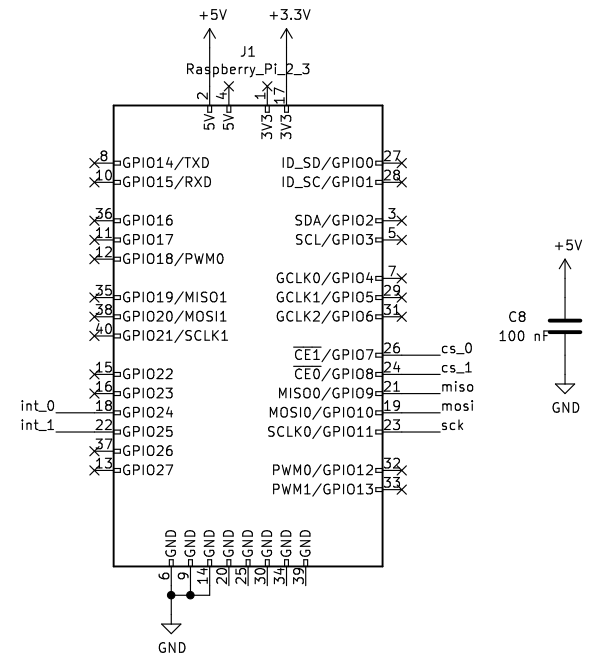 +5V +3.3V
J1
Raspberry_Pi_2_3
2 4 1 17
5V 5V 3V3 3V3
8 GPIO14/TXD ID_SD/GPIO0 27
10 GPIO15/RXD ID_SC/GPIO1 28
36 GPIO16 SDA/GPIO2 3
11 GPIO17 SCL/GPIO3 5
12 GPIO18/PWM0
GCLK0/GPIO4 7
35 GPIO19/MISO1 GCLK1/GPIO5 29
38 GPIO20/MOSI1 GCLK2/GPIO6 31
40 GPIO21/SCLK1
CE1/GPIO7 26 cs_0
15 GPIO22 CE0/GPIO8 24 cs_1
16 GPIO23 MISO0/GPIO9 21 miso
int_0 18 GPIO24 MOSI0/GPIO10 19 mosi
int_1 22 GPIO25 SCLK0/GPIO11 23 sck
37 GPIO26
13 GPIO27 PWM0/GPIO12 32
PWM1/GPIO13 33
GND GND GND GND GND GND GND GND
6 9 14 20 25 30 34 39
GND
+5V
C8
100 nF
GND